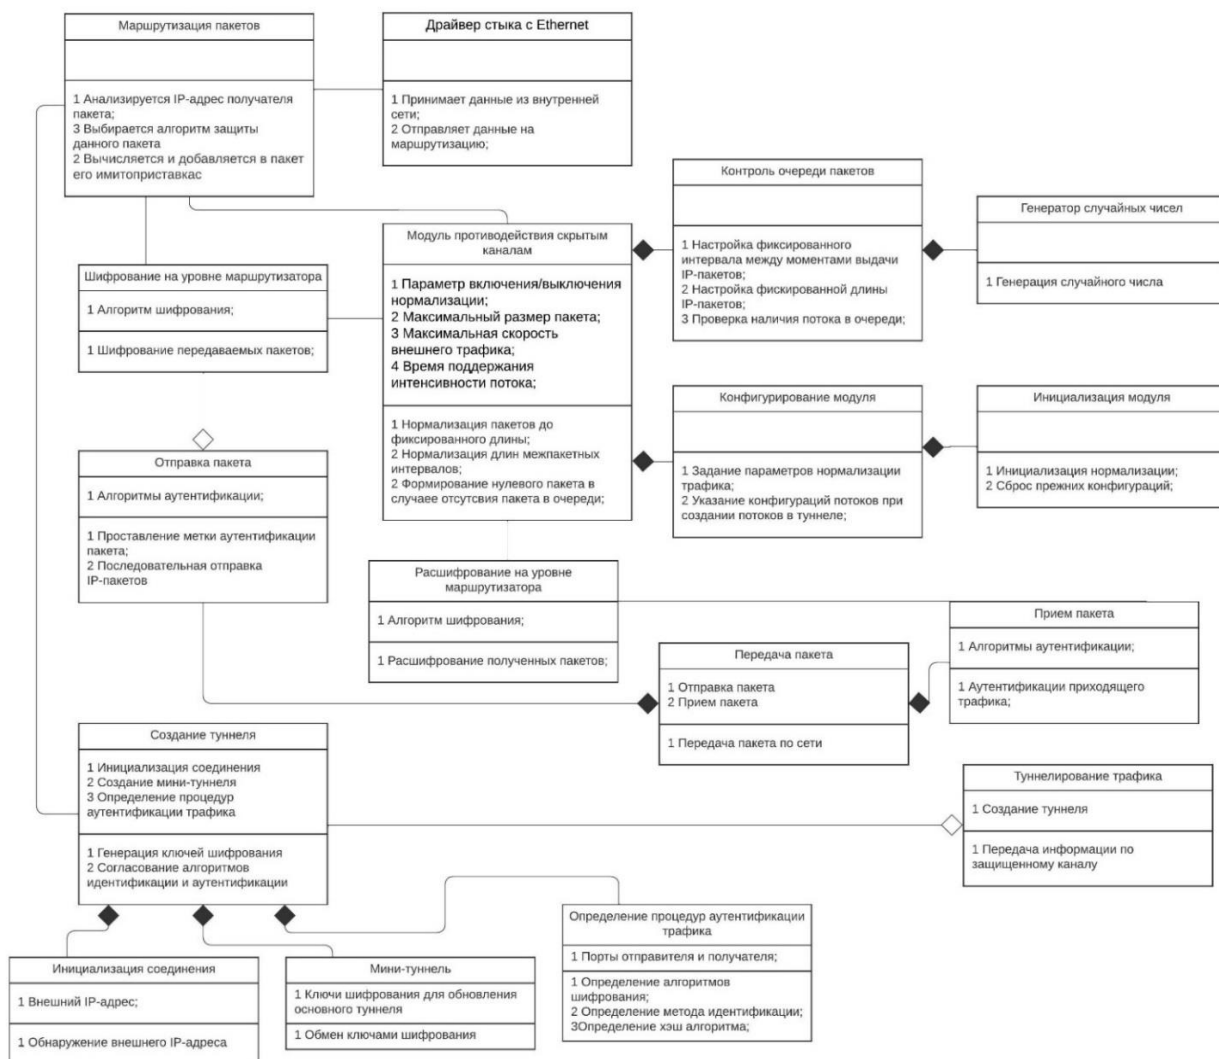 Маршрутизация пакетов
1 Анализируется IP-адрес получателя
пакета;
3 Выбирается алгоритм защиты
данного пакета
2 Вычисляется и добавляется в пакет
его имитоприставкас
Драйвер стыка с Ethernet
1 Принимает данные из внутренней
сети;
2 Отправляет данные на
маршрутизацию;
Контроль очереди пакетов
1 Настройка фиксированного
интервала между моментами выдачи
IP-пакетов;
2 Настройка фискированной длины
IP-пакетов;
3 Проверка наличия потока в очереди;
Генератор случайных чисел
1 Генерация случайного числа
Модуль противодействия скрытым
каналам
1 Параметр включения/выключения
нормализации;
2 Максимальный размер пакета;
3 Максимальная скорость
внешнего трафика;
4 Время поддержания
интенсивности потока;
1 Нормализация пакетов до
фиксированного длины;
2 Нормализация длин межпакетных
интервалов;
2 Формирование нулевого пакета в
случаее отсутсвия пакета в очереди;
Шифрование на уровне маршрутизатора
1 Алгоритм шифрования;
1 Шифрование передаваемых пакетов;
Конфигурирование модуля
1 Задание параметров нормализации
трафика;
2 Указание конфигураций потоков при
создании потоков в туннеле;
Инициализация модуля
1 Инициализация нормализации;
2 Сброс прежних конфигураций;
Отправка пакета
1 Алгоритмы аутентификации;
1 Проставление метки аутентификации
пакета;
2 Последовательная отправка
IP-пакетов
Расшифрование на уровне
маршрутизатора
1 Алгоритм шифрования;
1 Расшифрование полученных пакетов;
Прием пакета
1 Алгоритмы аутентификации;
1 Аутентификации приходящего
трафика;
Передача пакета
1 Отправка пакета
2 Прием пакета
1 Передача пакета по сети
Создание туннеля
1 Инициализация соединения
2 Создание мини-туннеля
3 Определение процедур
аутентификации трафика
1 Генерация ключей шифрования
2 Согласование алгоритмов
идентификации и аутентификации
Туннелирование трафика
1 Создание туннеля
1 Передача информации по
защищенному каналу
Инициализация соединения
1 Внешний IP-адрес;
1 Обнаружение внешнего IP-адреса
Мини-туннель
1 Ключи шифрования для обновления
основного туннеля
1 Обмен ключами шифрования
Определение процедур аутентификации
трафика
1 Порты отправителя и получателя;
1 Определение алгоритмов
шифрования;
2 Определение метода идентификации;
3Определение хэш алгоритма;